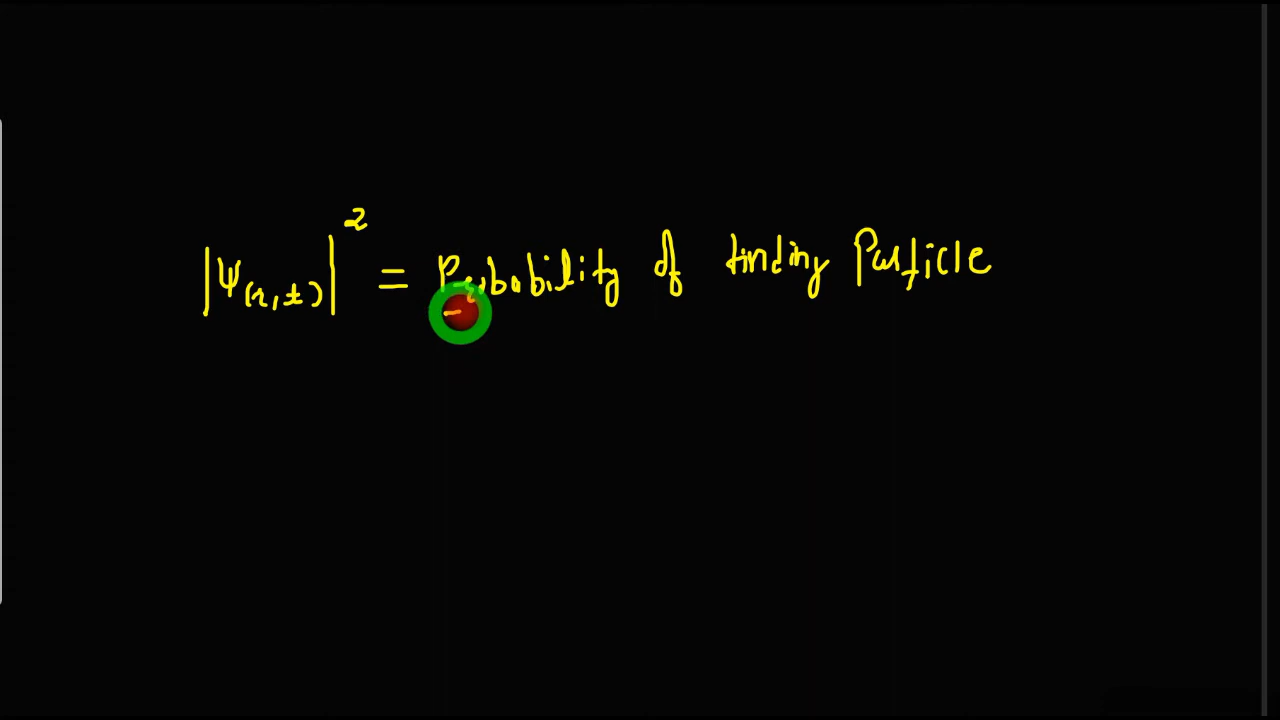 |Ψ(r,t)|² = Probability of finding Particle